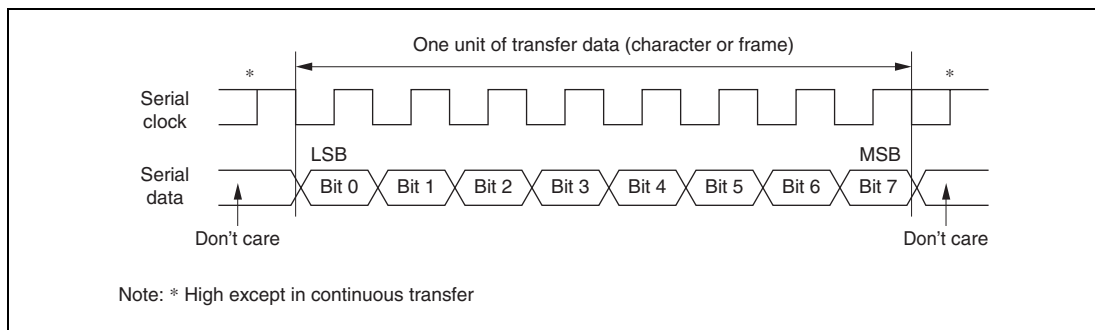 One unit of transfer data (character or frame)
* *
Serial
clock
LSB MSB
Serial
data
Bit 0 Bit 1 Bit 2 Bit 3 Bit 4 Bit 5 Bit 6 Bit 7
Don't care Don't care
Note: * High except in continuous transfer